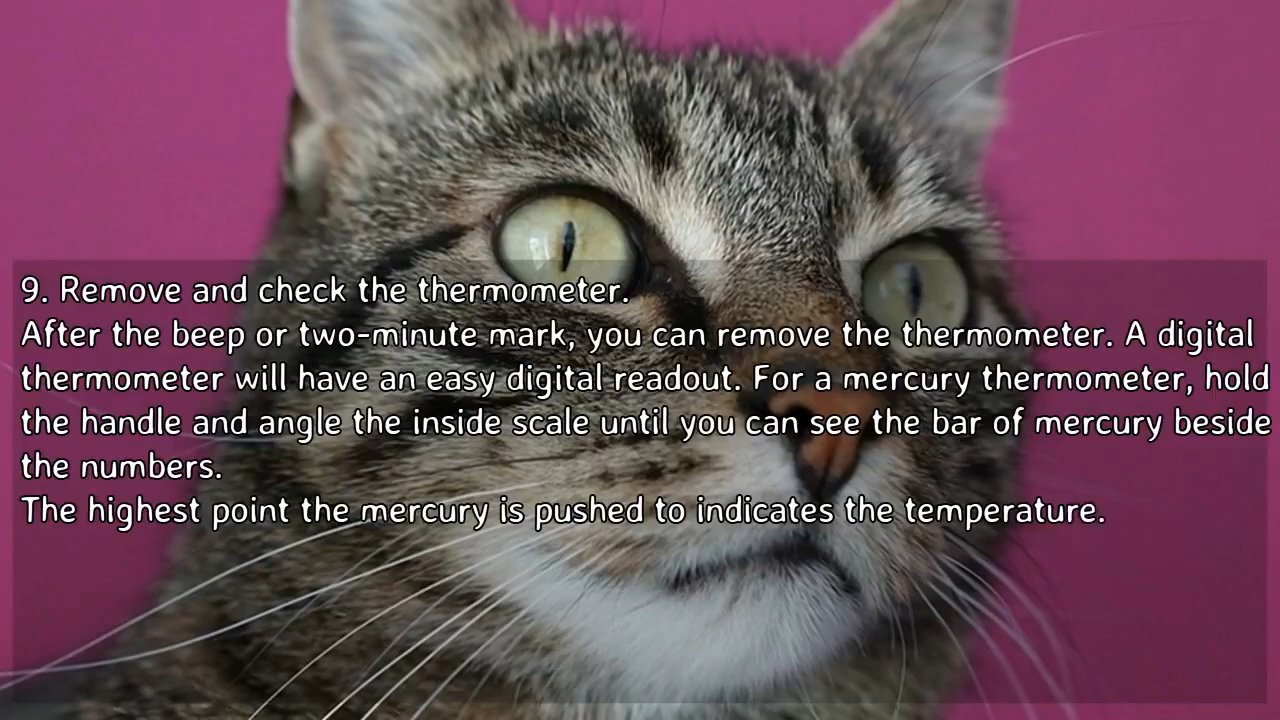 9. Remove and check the thermometer.
After the beep or two-minute mark, you can remove the thermometer. A digital
thermometer will have an easy digital readout. For a mercury thermometer, hold
the handle and angle the inside scale until you can see the bar of mercury beside
the numbers.
The highest point the mercury is pushed to indicates the temperature.